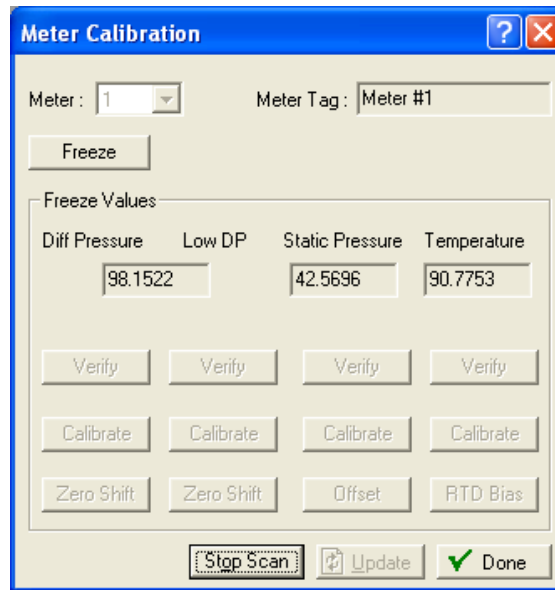 Meter Calibration
Meter : 1 Meter Tag : Meter #1
Freeze
Freeze Values
Diff Pressure Low DP Static Pressure Temperature
98.1522 42.5696 90.7753
Verify Verify Verify Verify
Calibrate Calibrate Calibrate Calibrate
Zero Shift Zero Shift Offset RTD Bias
Stop Scan Update Done